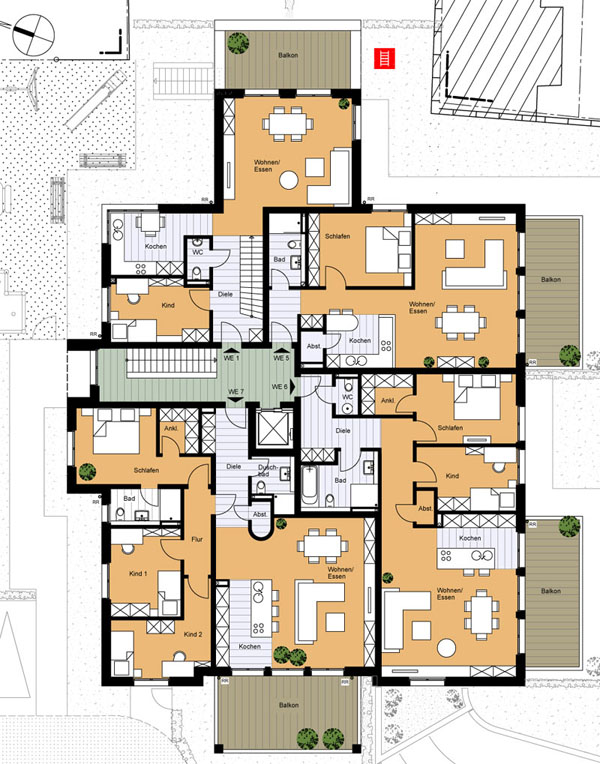 Balkon
Wohnen/
Essen
RR
RR
Kochen
WC
Bad
Schlafen
Balkon
Kind
Diele
Wohnen/
Essen
RR
Abst.
Kochen
RR
WE 1
WE 5
WE 7
WE 6
Ankl.
WC
Ankl.
Schlafen
Diele
Schlafen
Diele
Dusch-
bad
Bad
Kind
RR
Bad
Abst.
Abst.
RR
Kochen
Flur
Kind 1
Wohnen/
Essen
Wohnen/
Essen
Balkon
Kind 2
Kochen
RR
RR
Balkon